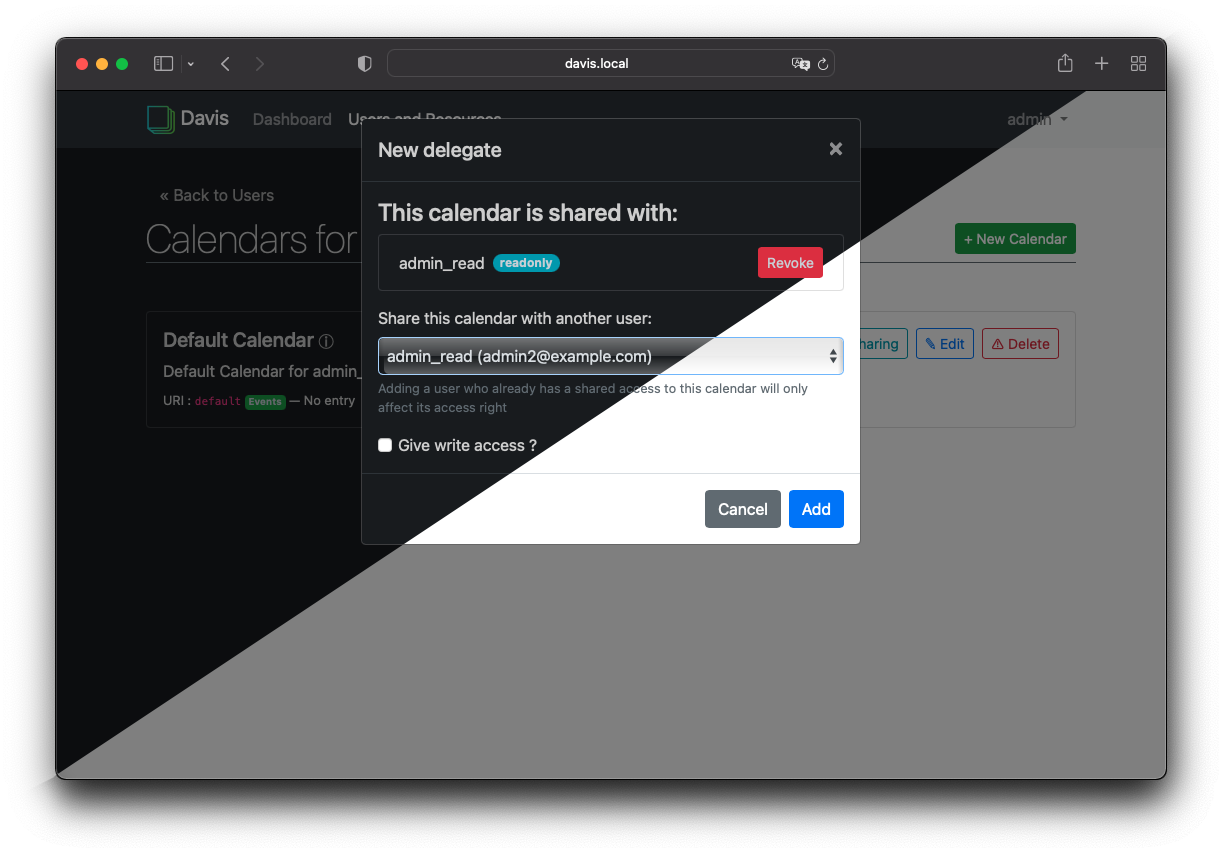 davis.local
Davis Dashboard Users and Resources admin
New delegate
« Back to Users
This calendar is shared with:
Calendars for
+ New Calendar
admin_read readonly Revoke
Share this calendar with another user:
Default Calendar
haring Edit Delete
admin_read (admin2@example.com)
Default Calendar for admin_
Adding a user who already has a shared access to this calendar will only
affect its access right
URI : default Events — No entry
Give write access ?
Cancel Add